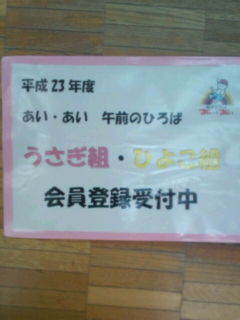 平成23年度
あい・あい　午前のひろば
うさぎ組・ひよこ組
会員登録受付中